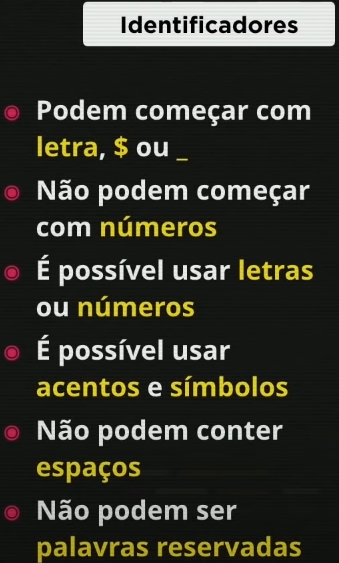 Identificadores
Podem começar com
letra, $ ou _
Não podem começar
com números
É possível usar letras
ou números
É possível usar
acentos e símbolos
Não podem conter
espaços
Não podem ser
palavras reservadas